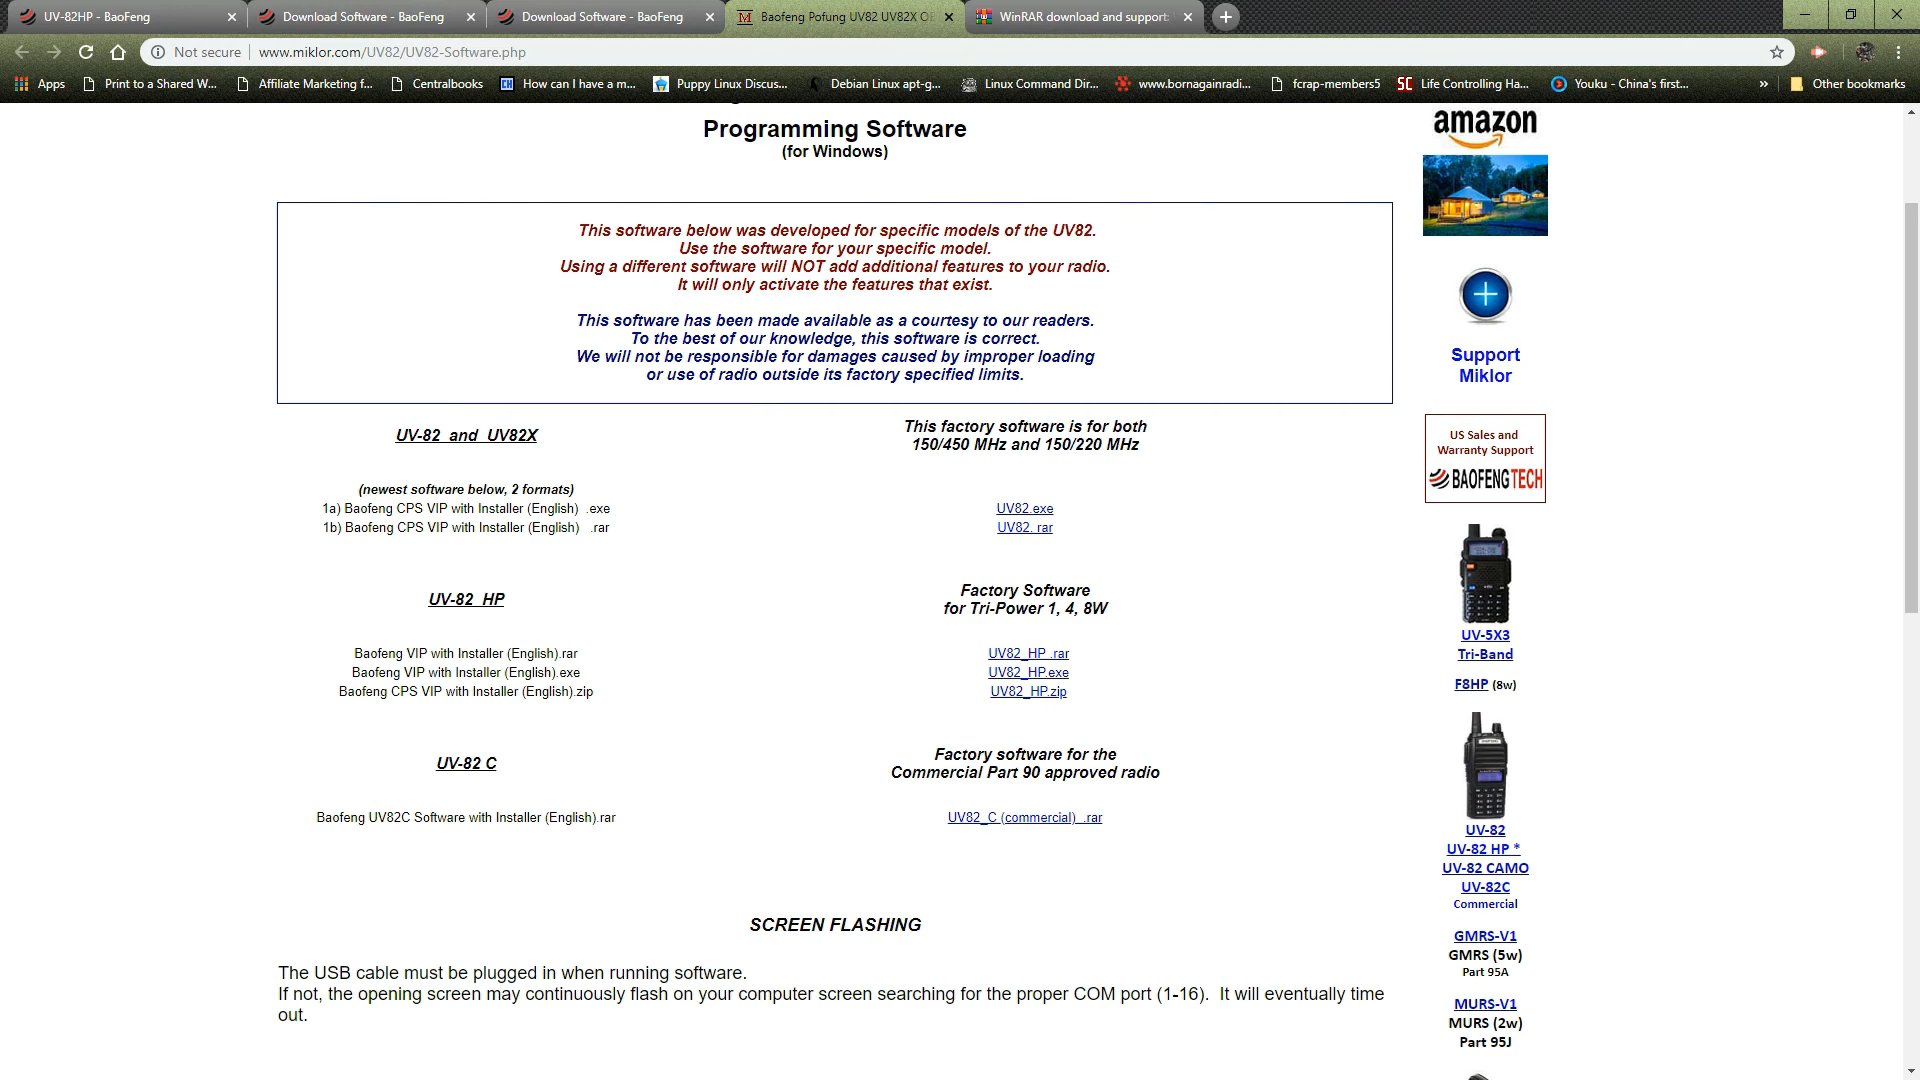 UV-82HP - BaoFeng
Download Software - BaoFeng
Download Software - BaoFeng
Baofeng Pofung UV82 UV82X OE
WinRAR download and support:
Not secure
www.miklor.com/UV82/UV82-Software.php
Apps
Print to a Shared W...
Affiliate Marketing f...
Centralbooks
How can I have a m...
Puppy Linux Discus...
Debian Linux apt-g...
Linux Command Dir...
www.bornagainradi...
fcrap-members5
SC
Life Controlling Ha...
Youku - China's first...
»
Other bookmarks
Programming Software
(for Windows)
This software below was developed for specific models of the UV82.
Use the software for your specific model.
Using a different software will NOT add additional features to your radio.
It will only activate the features that exist.
This software has been made available as a courtesy to our readers.
To the best of our knowledge, this software is correct.
We will not be responsible for damages caused by improper loading
or use of radio outside its factory specified limits.
UV-82 and UV82X
This factory software is for both
150/450 MHz and 150/220 MHz
(newest software below, 2 formats)
1a) Baofeng CPS VIP with Installer (English) .exe
UV82.exe
1b) Baofeng CPS VIP with Installer (English) .rar
UV82. rar
UV-82 HP
Factory Software
for Tri-Power 1, 4, 8W
Baofeng VIP with Installer (English).rar
UV82_HP .rar
Baofeng VIP with Installer (English).exe
UV82_HP.exe
Baofeng CPS VIP with Installer (English).zip
UV82_HP.zip
UV-82 C
Factory software for the
Commercial Part 90 approved radio
Baofeng UV82C Software with Installer (English).rar
UV82_C (commercial) .rar
SCREEN FLASHING
The USB cable must be plugged in when running software.
If not, the opening screen may continuously flash on your computer screen searching for the proper COM port (1-16). It will eventually time
out.
amazon
Support
Miklor
US Sales and
Warranty Support
BAOFENGTECH
UV-5X3
Tri-Band
F8HP (8w)
UV-82
UV-82 HP *
UV-82 CAMO
UV-82C
Commercial
GMRS-V1
GMRS (5w)
Part 95A
MURS-V1
MURS (2w)
Part 95J